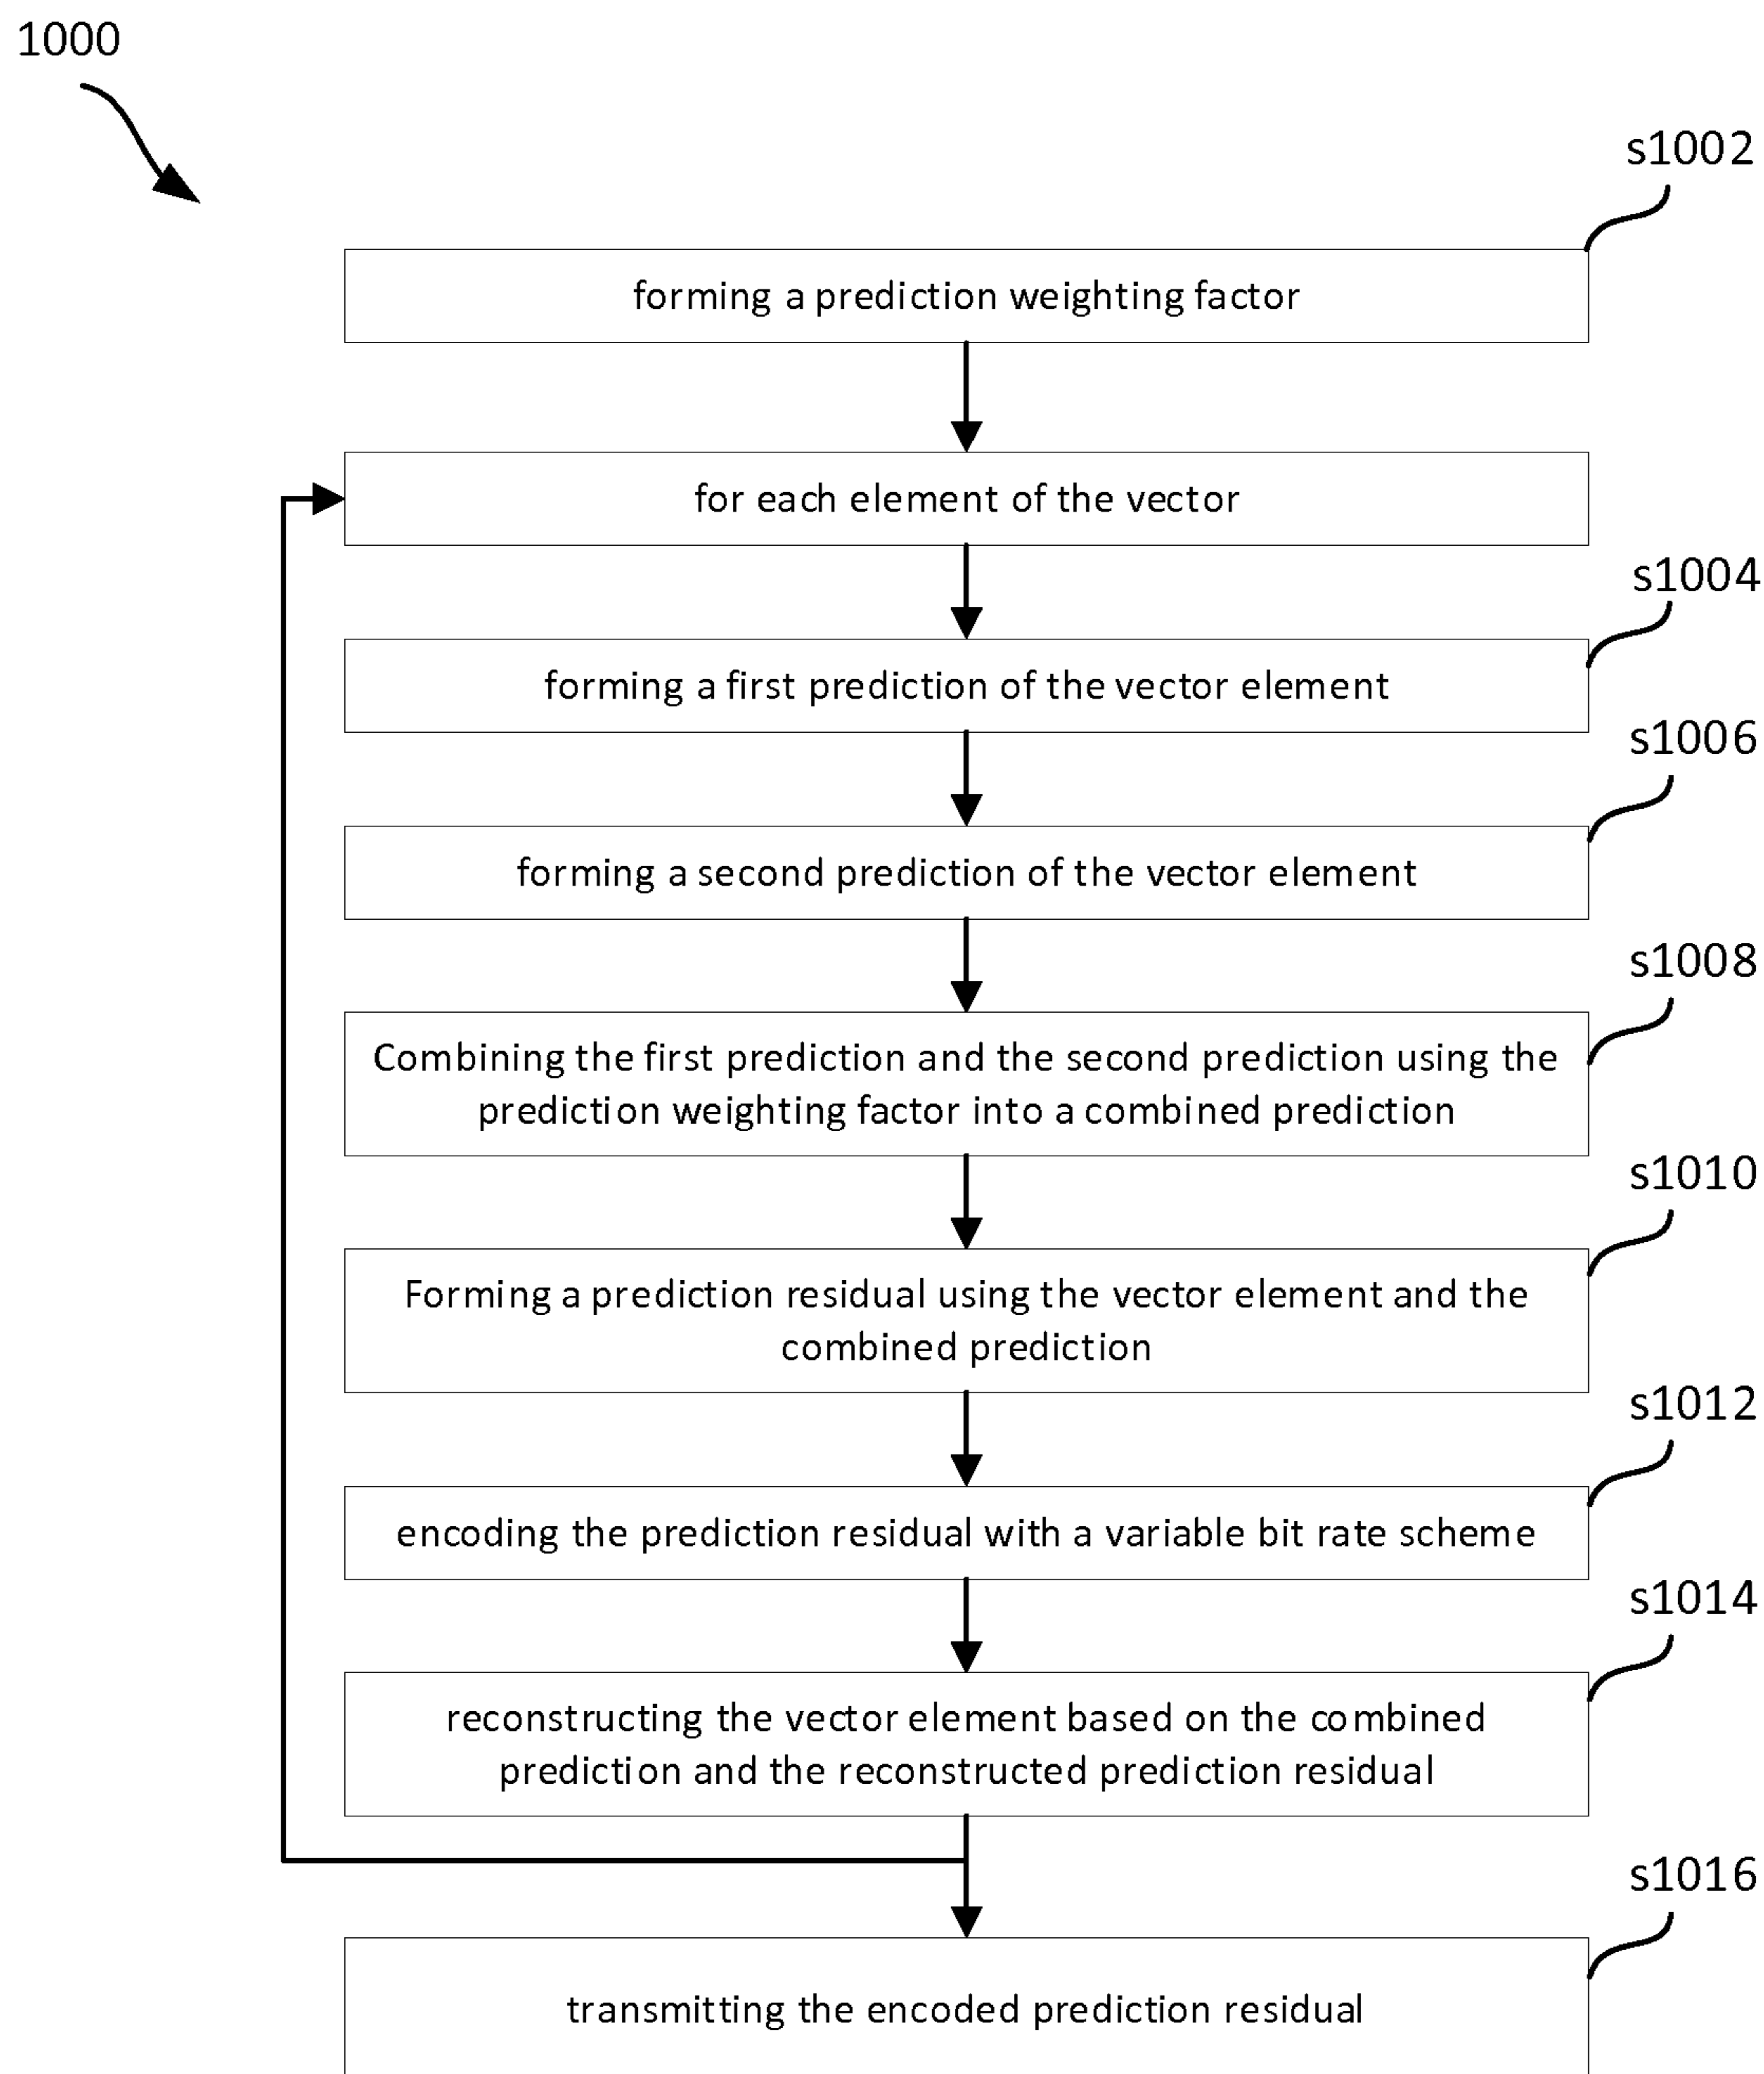 1000
s1002
forming a prediction weighting factor
for each element of the vector
s1004
forming a first prediction of the vector element
s1006
forming a second prediction of the vector element
s1008
Combining the first prediction and the second prediction using the
prediction weighting factor into a combined prediction
s1010
Forming a prediction residual using the vector element and the
combined prediction
s1012
encoding the prediction residual with a variable bit rate scheme
s1014
reconstructing the vector element based on the combined
prediction and the reconstructed prediction residual
s1016
transmitting the encoded prediction residual